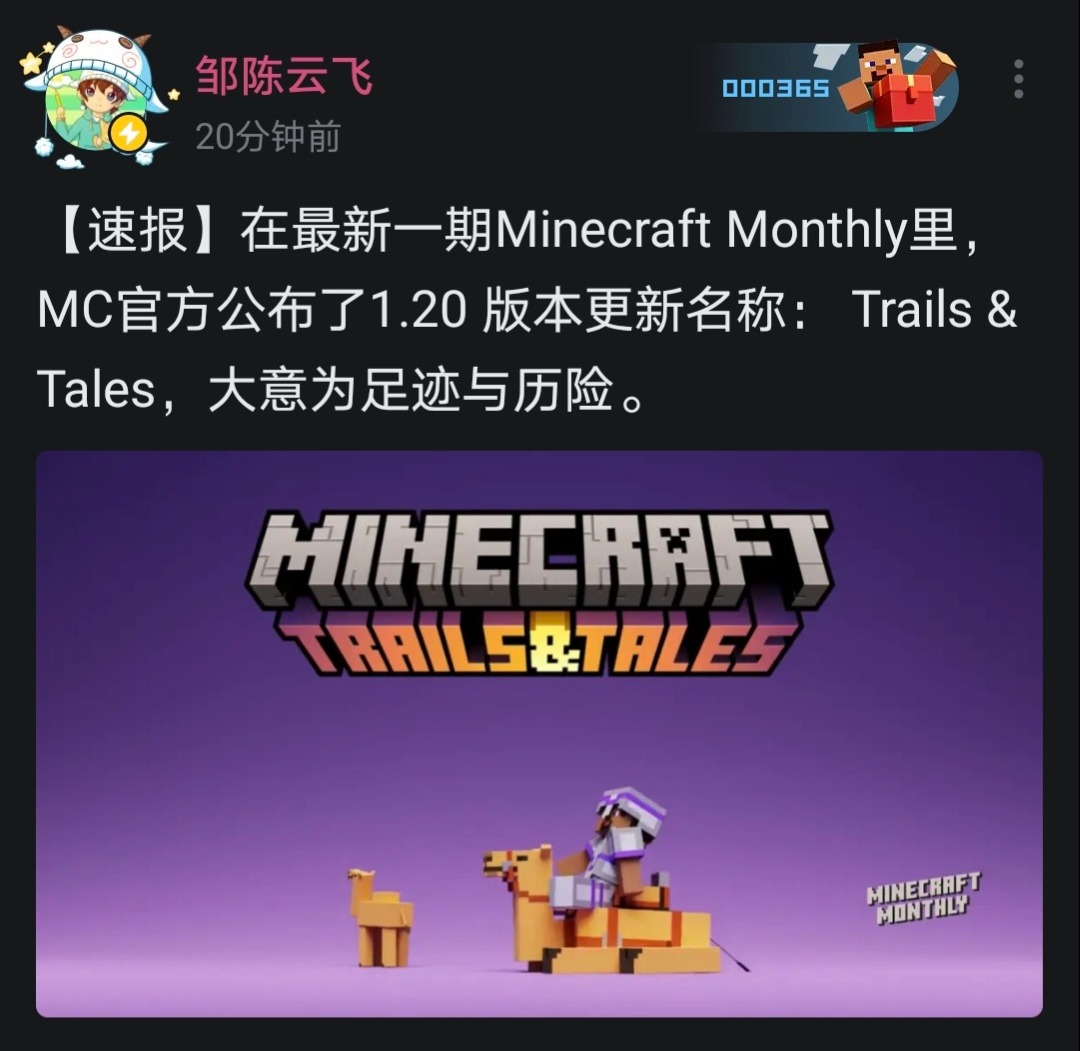 邹陈云飞
000365
20分钟前
【速报】在最新一期Minecraft Monthly里，
MC官方公布了1.20 版本更新名称： Trails &
Tales，大意为足迹与历险。
MINECRAFT
TRAILS&TALES
MINECRAFT
MONTHLY